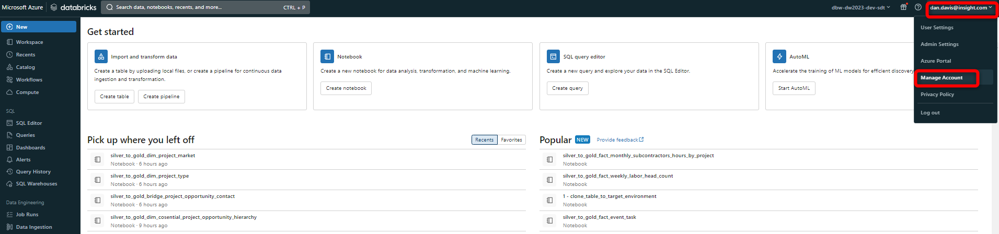 Microsoft Azure databricks Search data, notebooks, recents, and more... CTRL + P dbw-dw2023-dev-sdt dan.davis@insight.com
New
Workspace
Recents
Catalog
Workflows
Compute
SQL
SQL Editor
Queries
Dashboards
Alerts
Query History
SQL Warehouses
Data Engineering
Job Runs
Data Ingestion
Get started
Import and transform data
Create a table by uploading local files, or create a pipeline for continuous data
ingestion and transformation.
Create table Create pipeline
Notebook
Create a new notebook for data analysis, transformation, and machine learning.
Create notebook
SQL query editor
Create a new query and explore your data in the SQL Editor.
Create query
AutoML
Accelerate the training of ML models for efficient discovery
Start AutoML
User Settings
Admin Settings
Azure Portal
Manage Account
Privacy Policy
Log out
Pick up where you left off Recents Favorites
silver_to_gold_dim_project_market
Notebook · 6 hours ago
silver_to_gold_dim_project_type
Notebook · 6 hours ago
silver_to_gold_bridge_project_opportunity_contact
Notebook · 6 hours ago
silver_to_gold_dim_cosential_project_opportunity_hierarchy
Notebook · 9 hours ago
Popular NEW Provide feedback
silver_to_gold_fact_monthly_subcontractors_hours_by_project
Notebook
silver_to_gold_fact_weekly_labor_head_count
Notebook
1 - clone_table_to_target_environment
Notebook
silver_to_gold_fact_event_task
Notebook